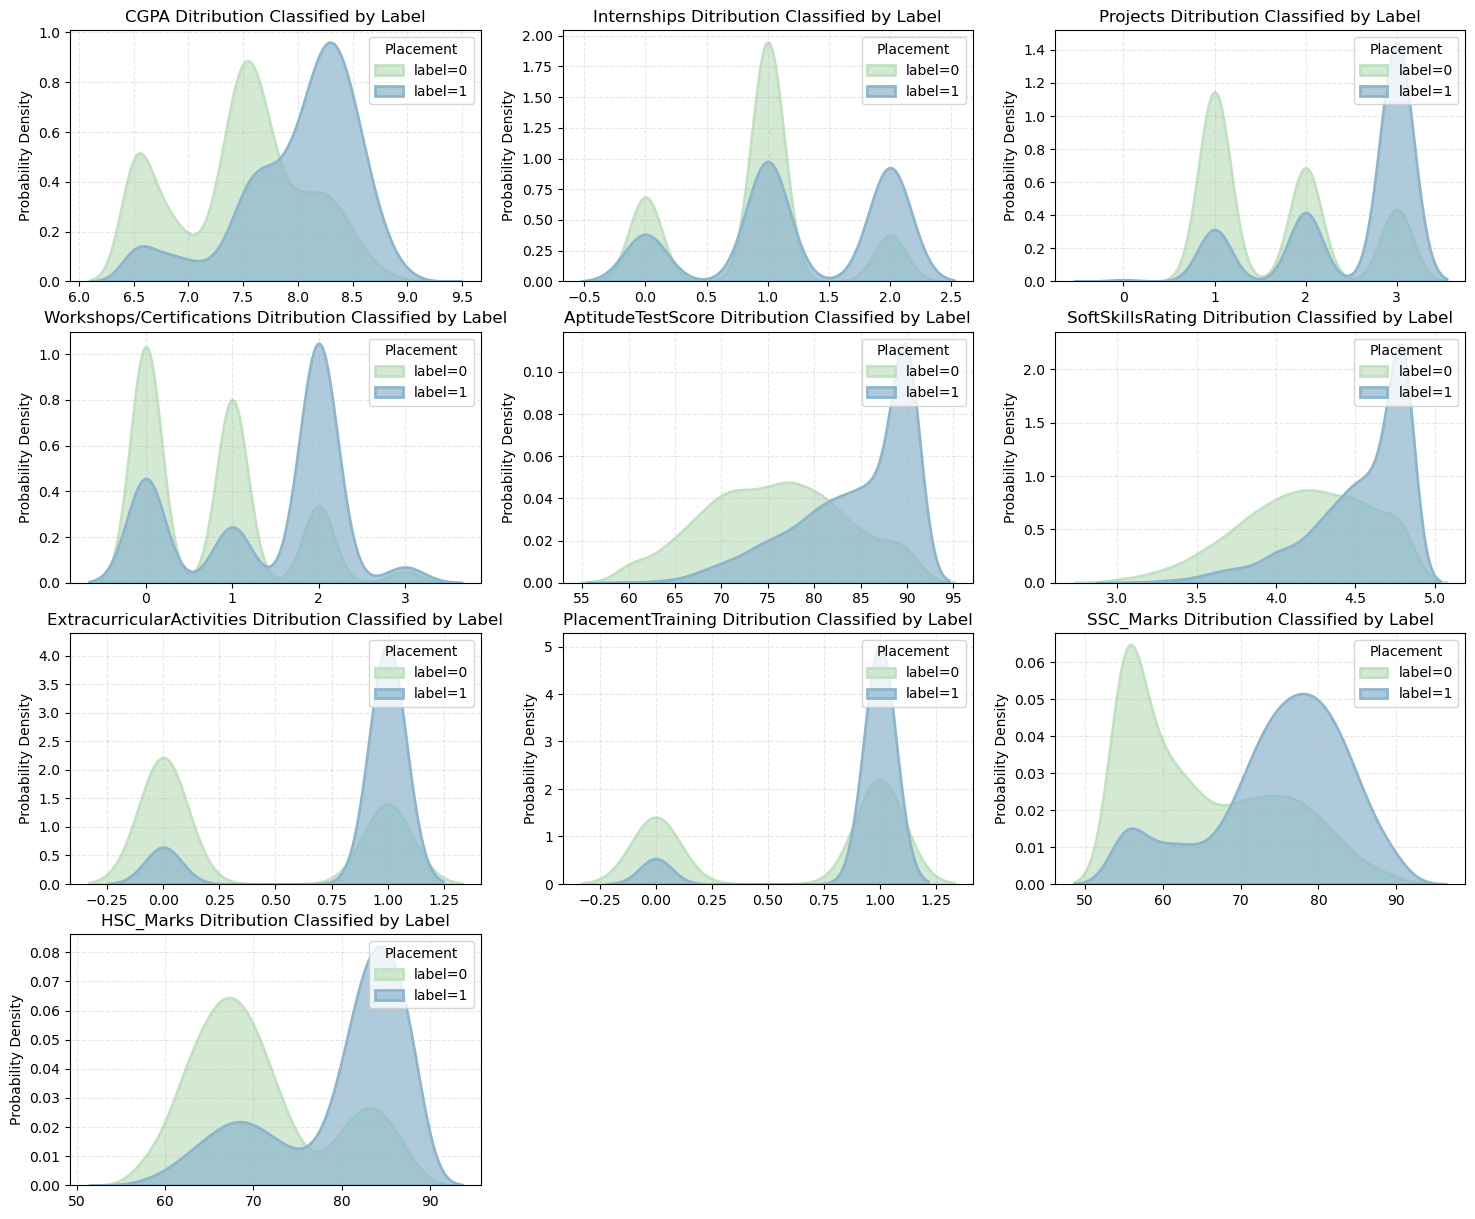 CGPA Ditribution Classified by Label
Probability Density
1.0
0.8
0.6
0.4
0.2
0.0
6.0 6.5 7.0 7.5 8.0 8.5 9.0 9.5
Placement
label=0
label=1
Internships Ditribution Classified by Label
Probability Density
2.00
1.75
1.50
1.25
1.00
0.75
0.50
0.25
0.00
−0.5 0.0 0.5 1.0 1.5 2.0 2.5
Placement
label=0
label=1
Projects Ditribution Classified by Label
Probability Density
1.4
1.2
1.0
0.8
0.6
0.4
0.2
0.0
0 1 2 3
Placement
label=0
label=1
Workshops/Certifications Ditribution Classified by Label
Probability Density
1.0
0.8
0.6
0.4
0.2
0.0
0 1 2 3
Placement
label=0
label=1
AptitudeTestScore Ditribution Classified by Label
Probability Density
0.10
0.08
0.06
0.04
0.02
0.00
55 60 65 70 75 80 85 90 95
Placement
label=0
label=1
SoftSkillsRating Ditribution Classified by Label
Probability Density
2.0
1.5
1.0
0.5
0.0
3.0 3.5 4.0 4.5 5.0
Placement
label=0
label=1
ExtracurricularActivities Ditribution Classified by Label
Probability Density
4.0
3.5
3.0
2.5
2.0
1.5
1.0
0.5
0.0
−0.25 0.00 0.25 0.50 0.75 1.00 1.25
Placement
label=0
label=1
PlacementTraining Ditribution Classified by Label
Probability Density
5
4
3
2
1
0
−0.25 0.00 0.25 0.50 0.75 1.00 1.25
Placement
label=0
label=1
SSC_Marks Ditribution Classified by Label
Probability Density
0.06
0.05
0.04
0.03
0.02
0.01
0.00
50 60 70 80 90
Placement
label=0
label=1
HSC_Marks Ditribution Classified by Label
Probability Density
0.08
0.07
0.06
0.05
0.04
0.03
0.02
0.01
0.00
50 60 70 80 90
Placement
label=0
label=1